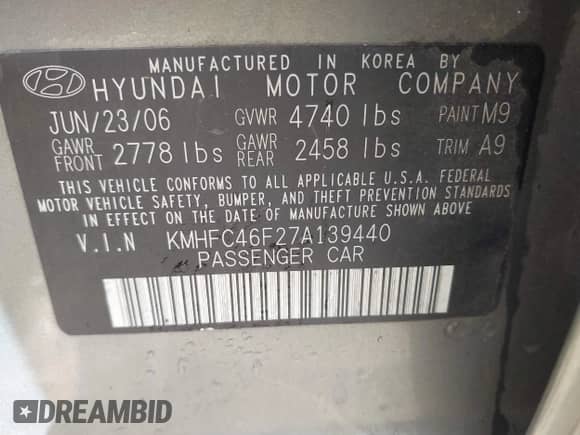 MANUFACTURED IN KOREA BY
HYUNDAI MOTOR COMPANY
JUN/23/06 GVWR 4740 lbs PAINT M9
GAWR FRONT 2778 lbs GAWR REAR 2458 lbs TRIM A9
THIS VEHICLE CONFORMS TO ALL APPLICABLE U.S.A. FEDERAL
MOTOR VEHICLE SAFETY, BUMPER, AND THEFT PREVENTION STANDARDS
IN EFFECT ON THE DATE OF MANUFACTURE SHOWN ABOVE
V.I.N KMHFC46F27A139440
PASSENGER CAR
DREAMBID